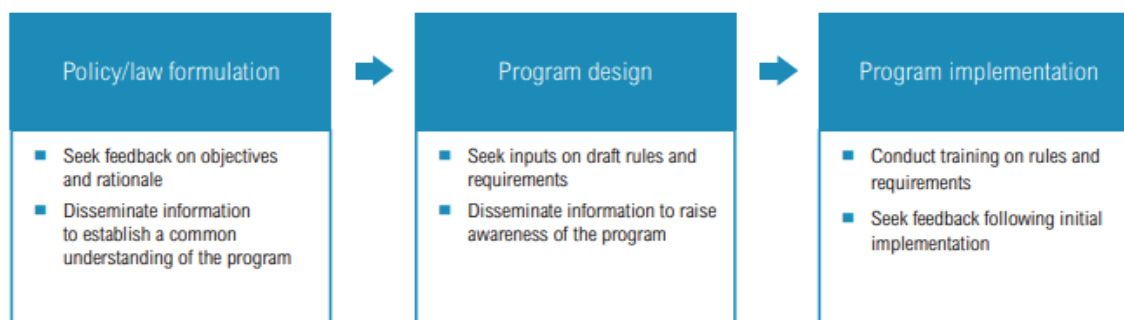 Policy/law formulation
■ Seek feedback on objectives
and rationale
■ Disseminate information
to establish a common
understanding of the program
Program design
■ Seek inputs on draft rules and
requirements
■ Disseminate information to raise
awareness of the program
Program implementation
■ Conduct training on rules and
requirements
■ Seek feedback following initial
implementation